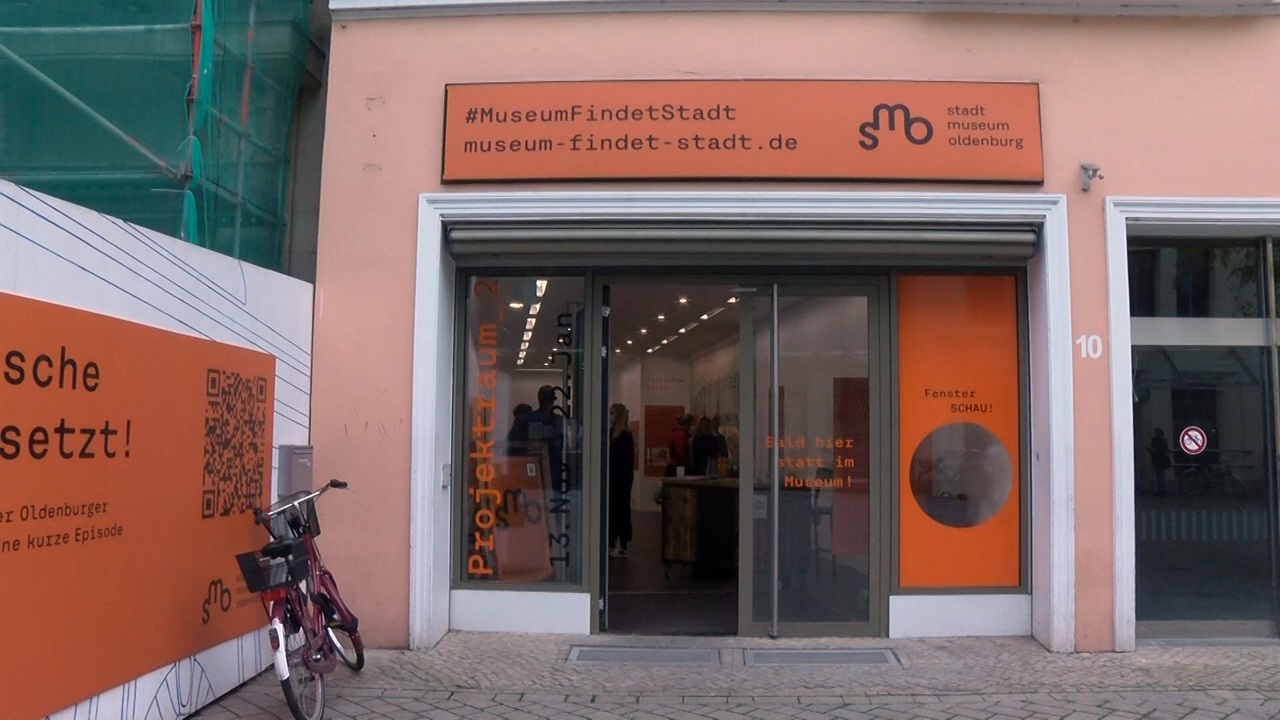 #MuseumFindetStadt
museum-findet-stadt.de
smo
stadt
museum
oldenburg
Projektraum_2
13.Nov
22.Jan
Bald hier
statt im
Museum!
Fenster
SCHAU!
10
sche
setzt!
er Oldenburger
ne kurze Episode
smo